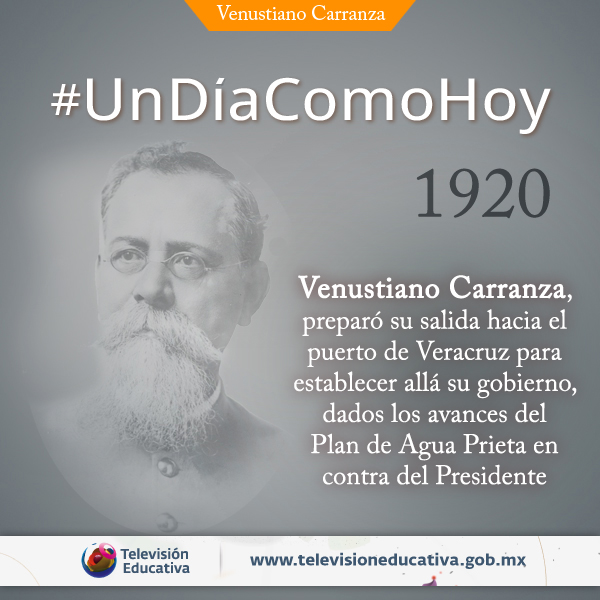 Venustiano Carranza
#UnDíaComoHoy
1920
Venustiano Carranza,
preparó su salida hacia el
puerto de Veracruz para
establecer allá su gobierno,
dados los avances del
Plan de Agua Prieta en
contra del Presidente
Televisión
Educativa
www.televisioneducativa.gob.mx